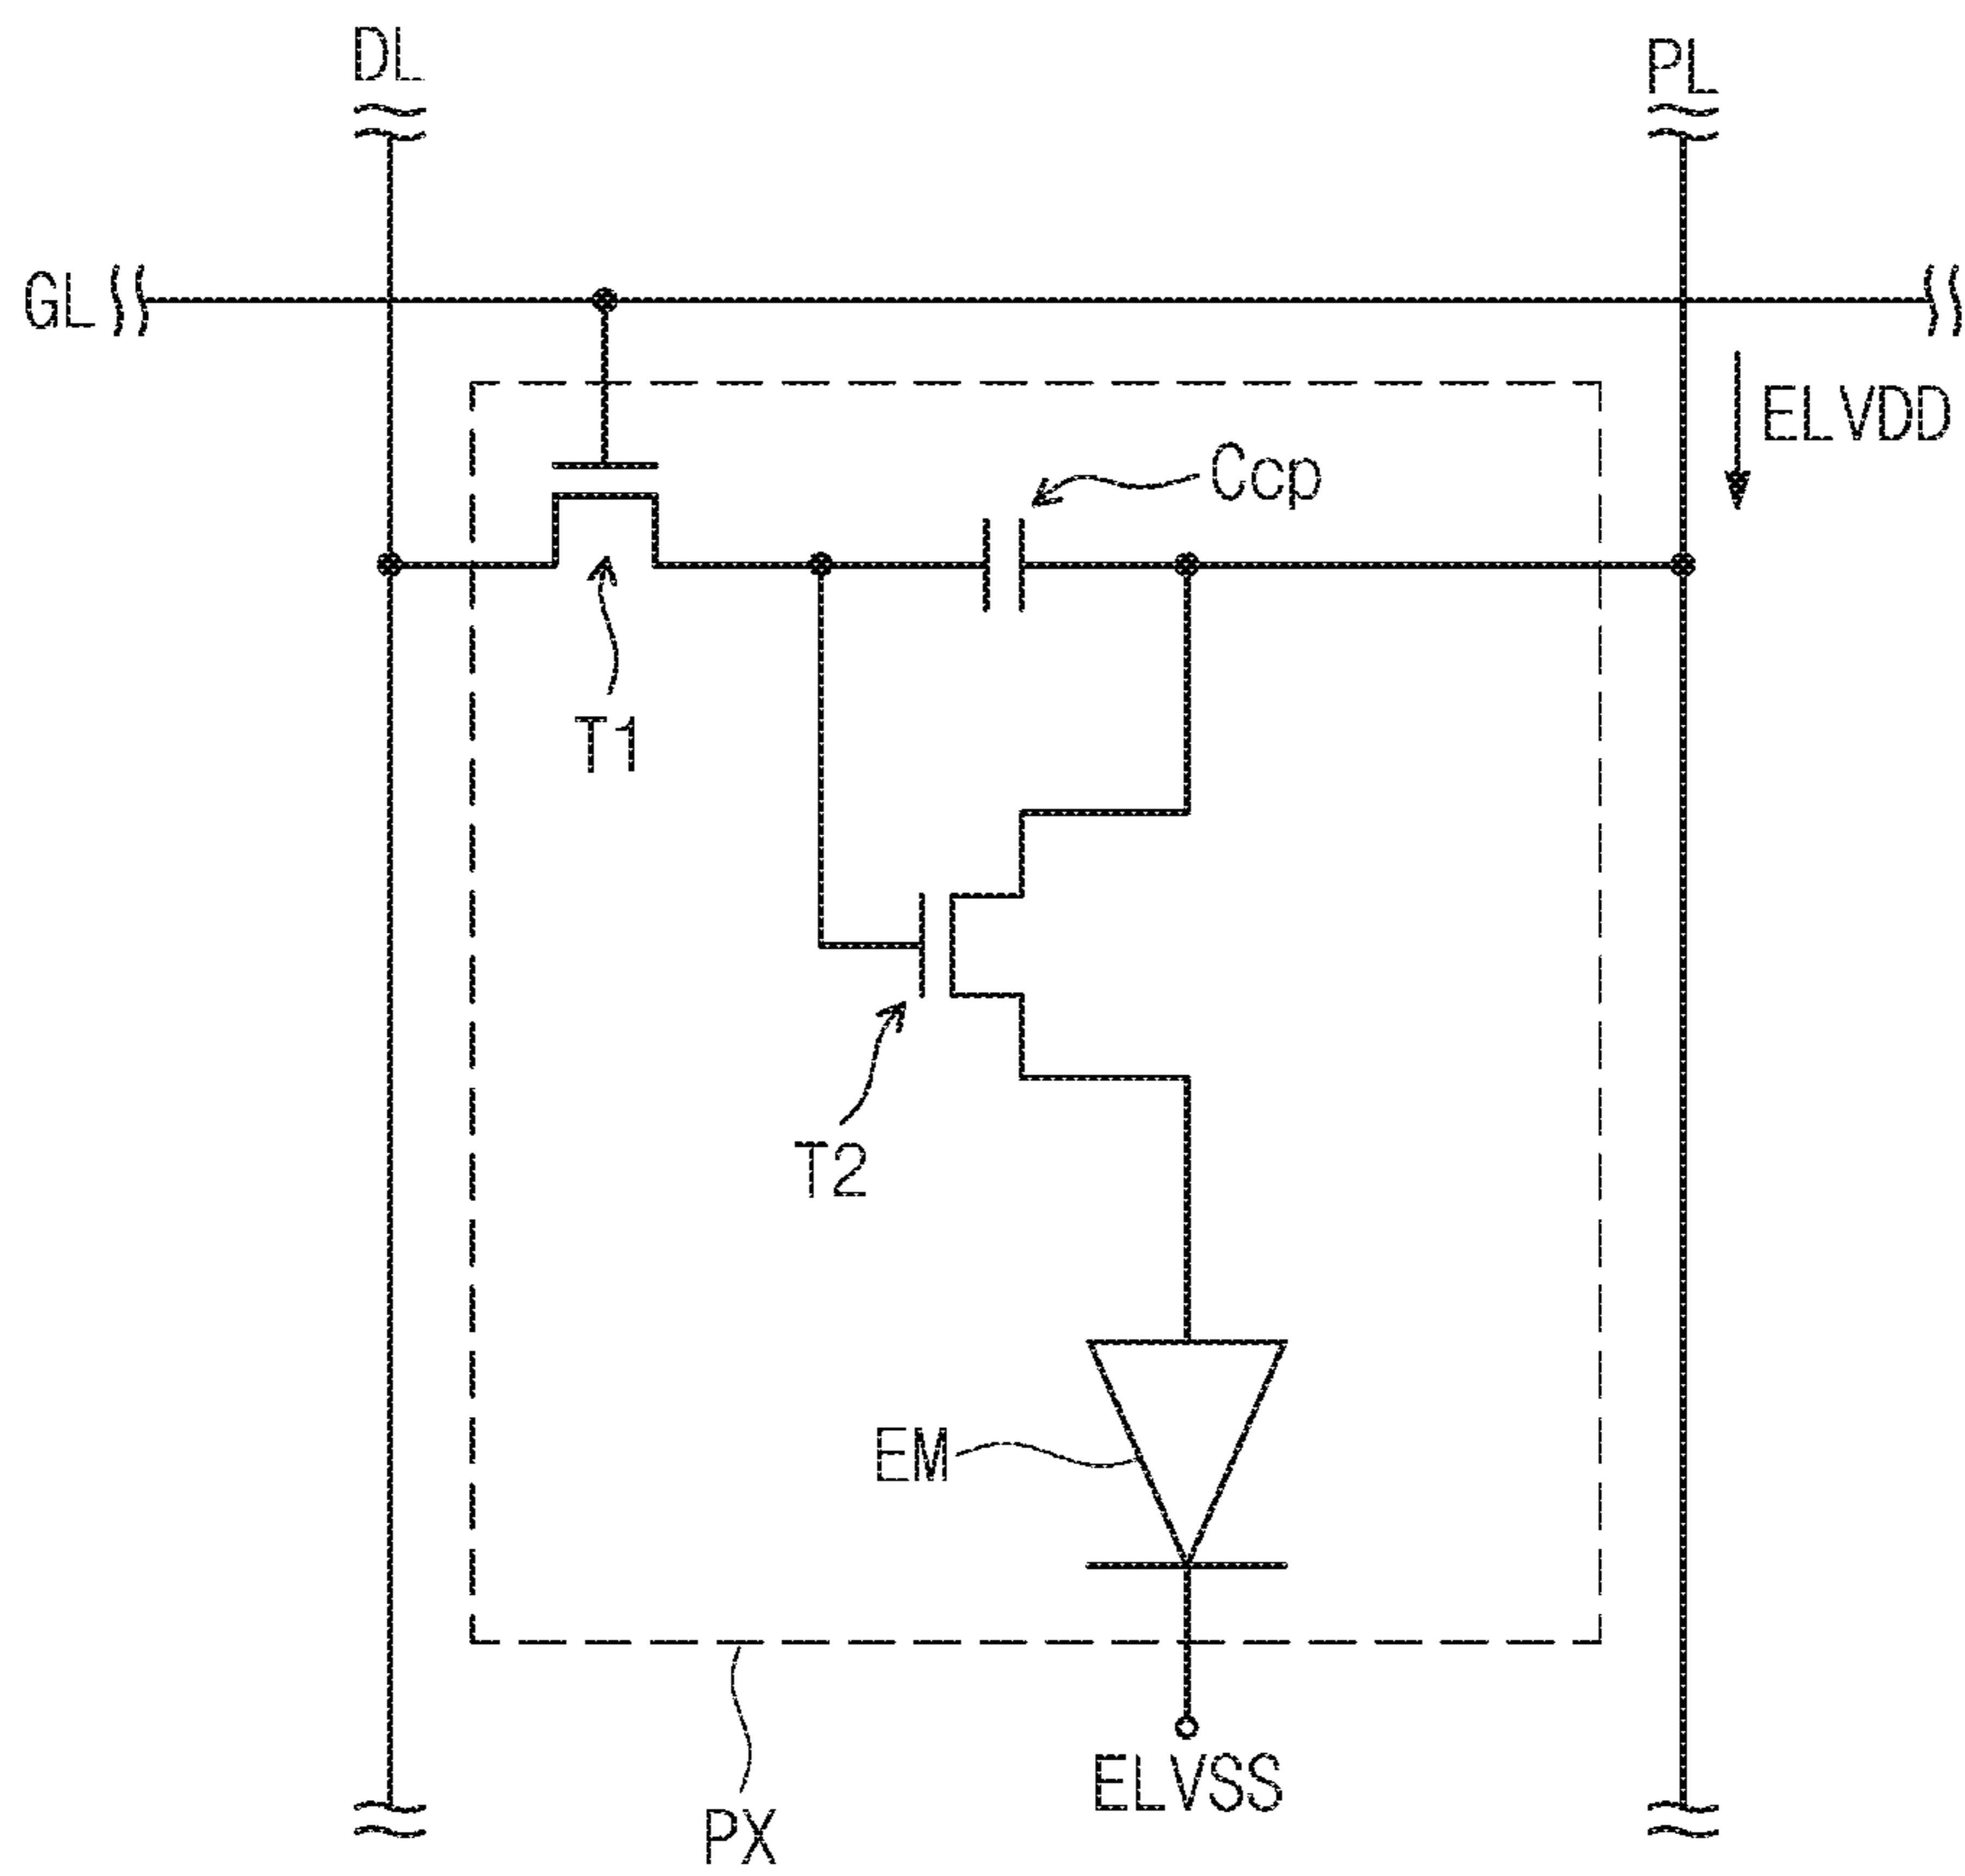 DL
PL
GL
ELVDD
Ccp
T1
T2
EM
ELVSS
PX